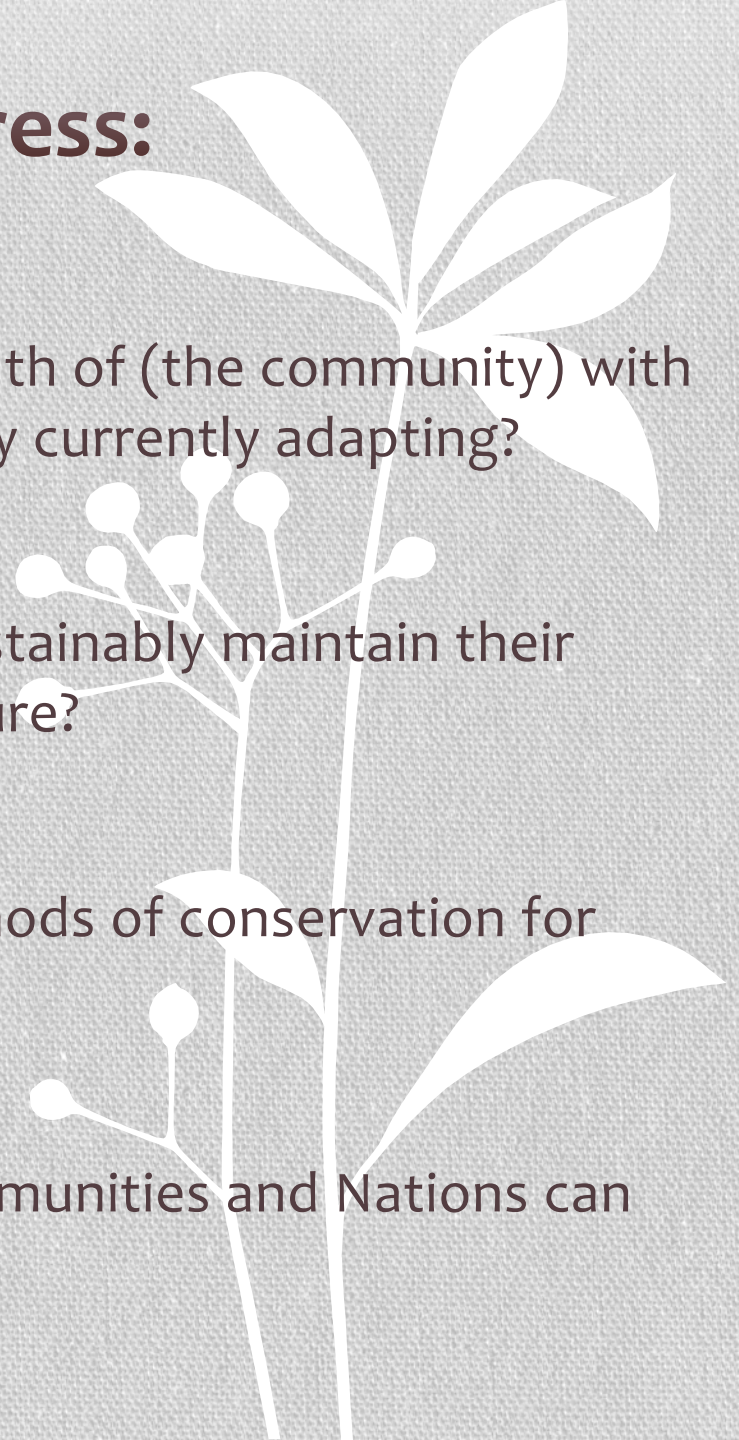 ress:
th of (the community) with
y currently adapting?
stainably maintain their
ure?
ods of conservation for
munities and Nations can